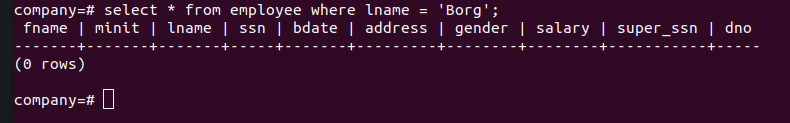 company=# select * from employee where lname = 'Borg';
 fname | minit | lname | ssn | bdate | address | gender | salary | super_ssn | dno
-------+-------+-------+-----+-------+---------+--------+--------+-----------+-----
(0 rows)
company=#